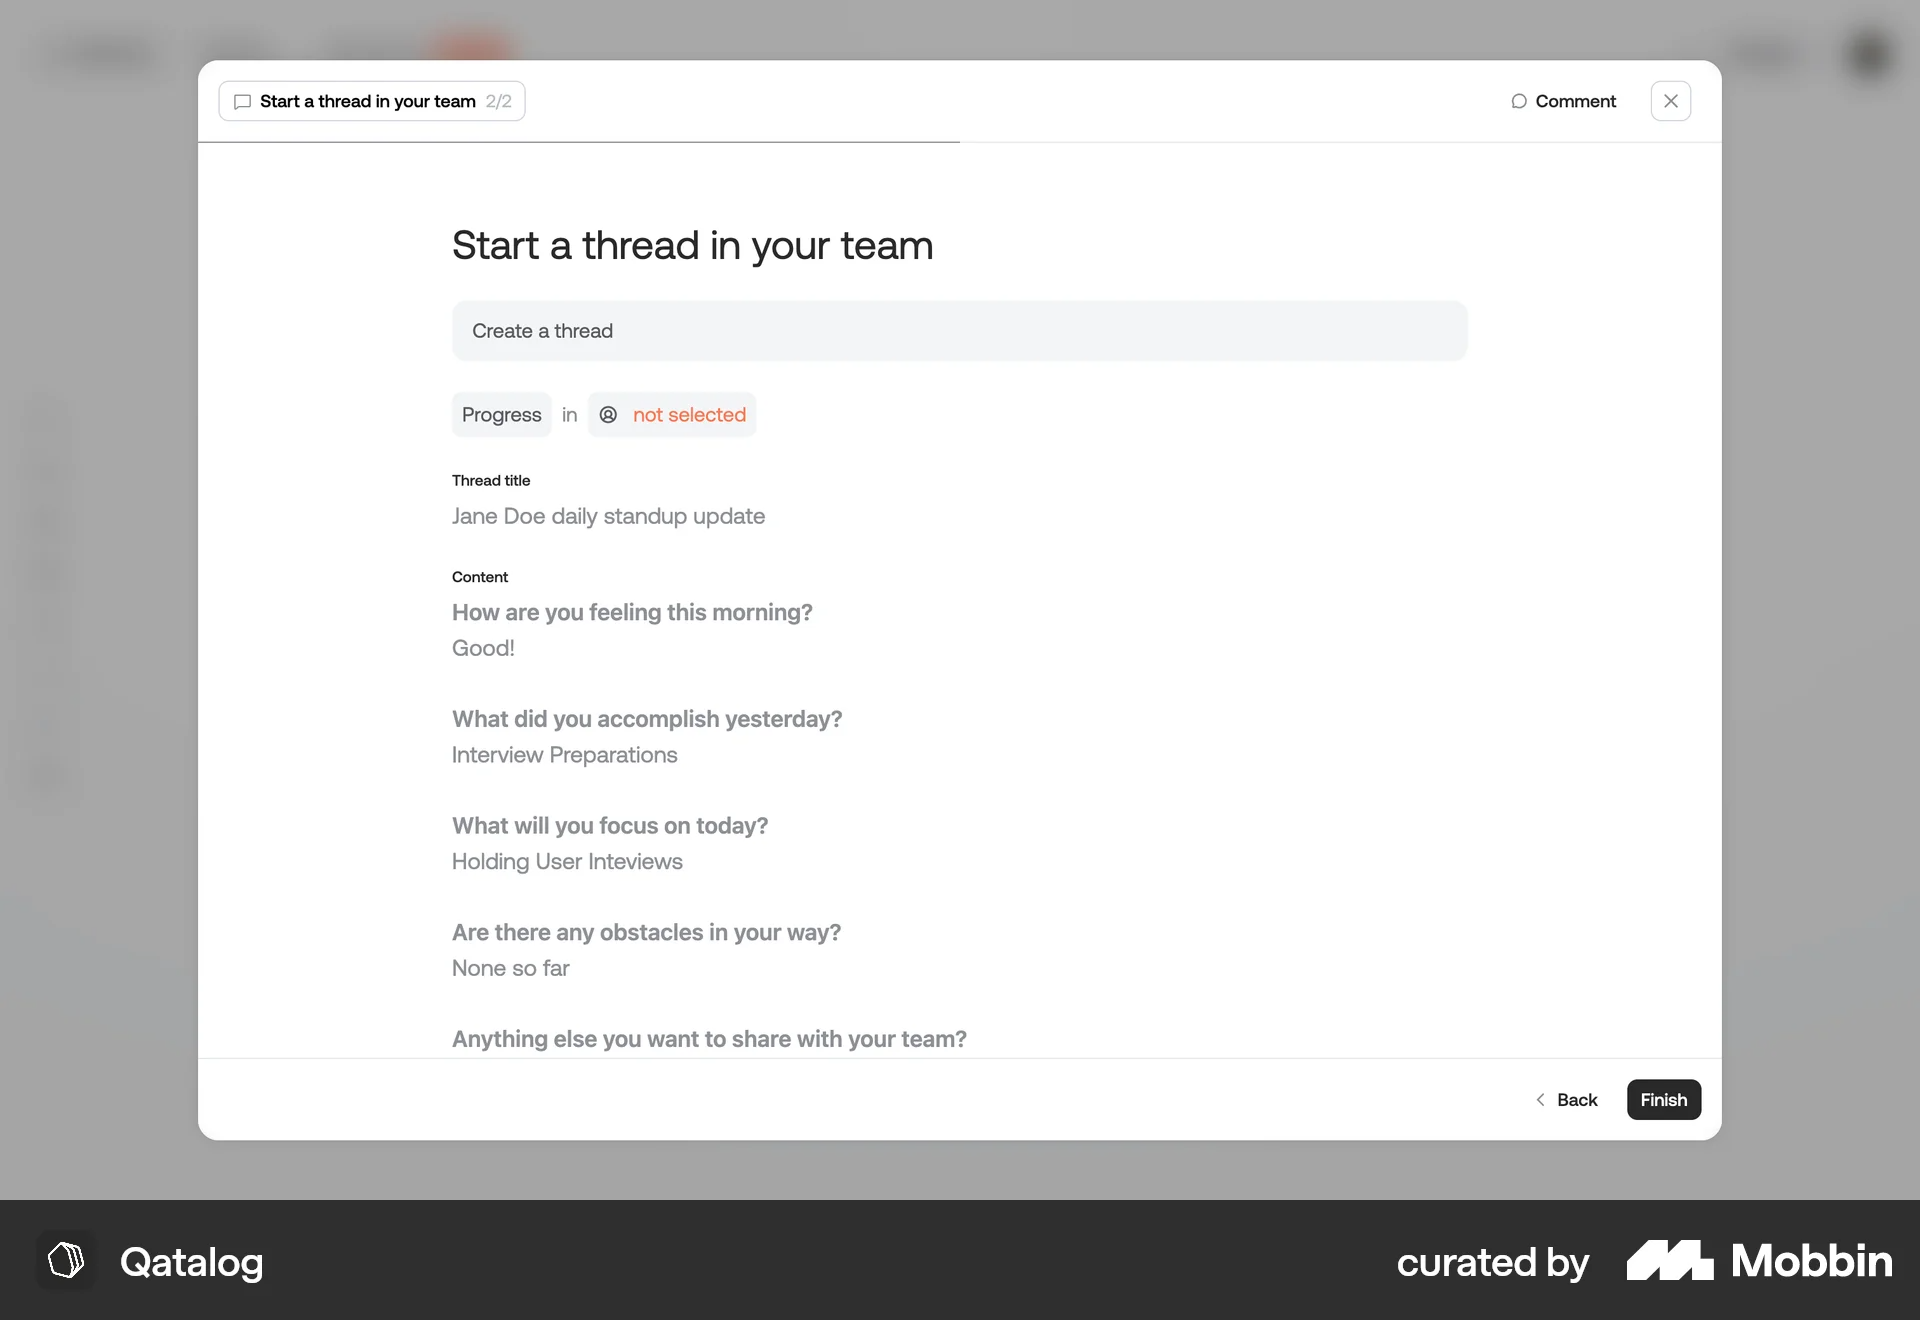 Start a thread in your team 2/2
Comment
Start a thread in your team
Create a thread
Progress in not selected
Thread title
Jane Doe daily standup update
Content
How are you feeling this morning?
Good!
What did you accomplish yesterday?
Interview Preparations
What will you focus on today?
Holding User Inteviews
Are there any obstacles in your way?
None so far
Anything else you want to share with your team?
Back
Finish
Qatalog
curated by Mobbin